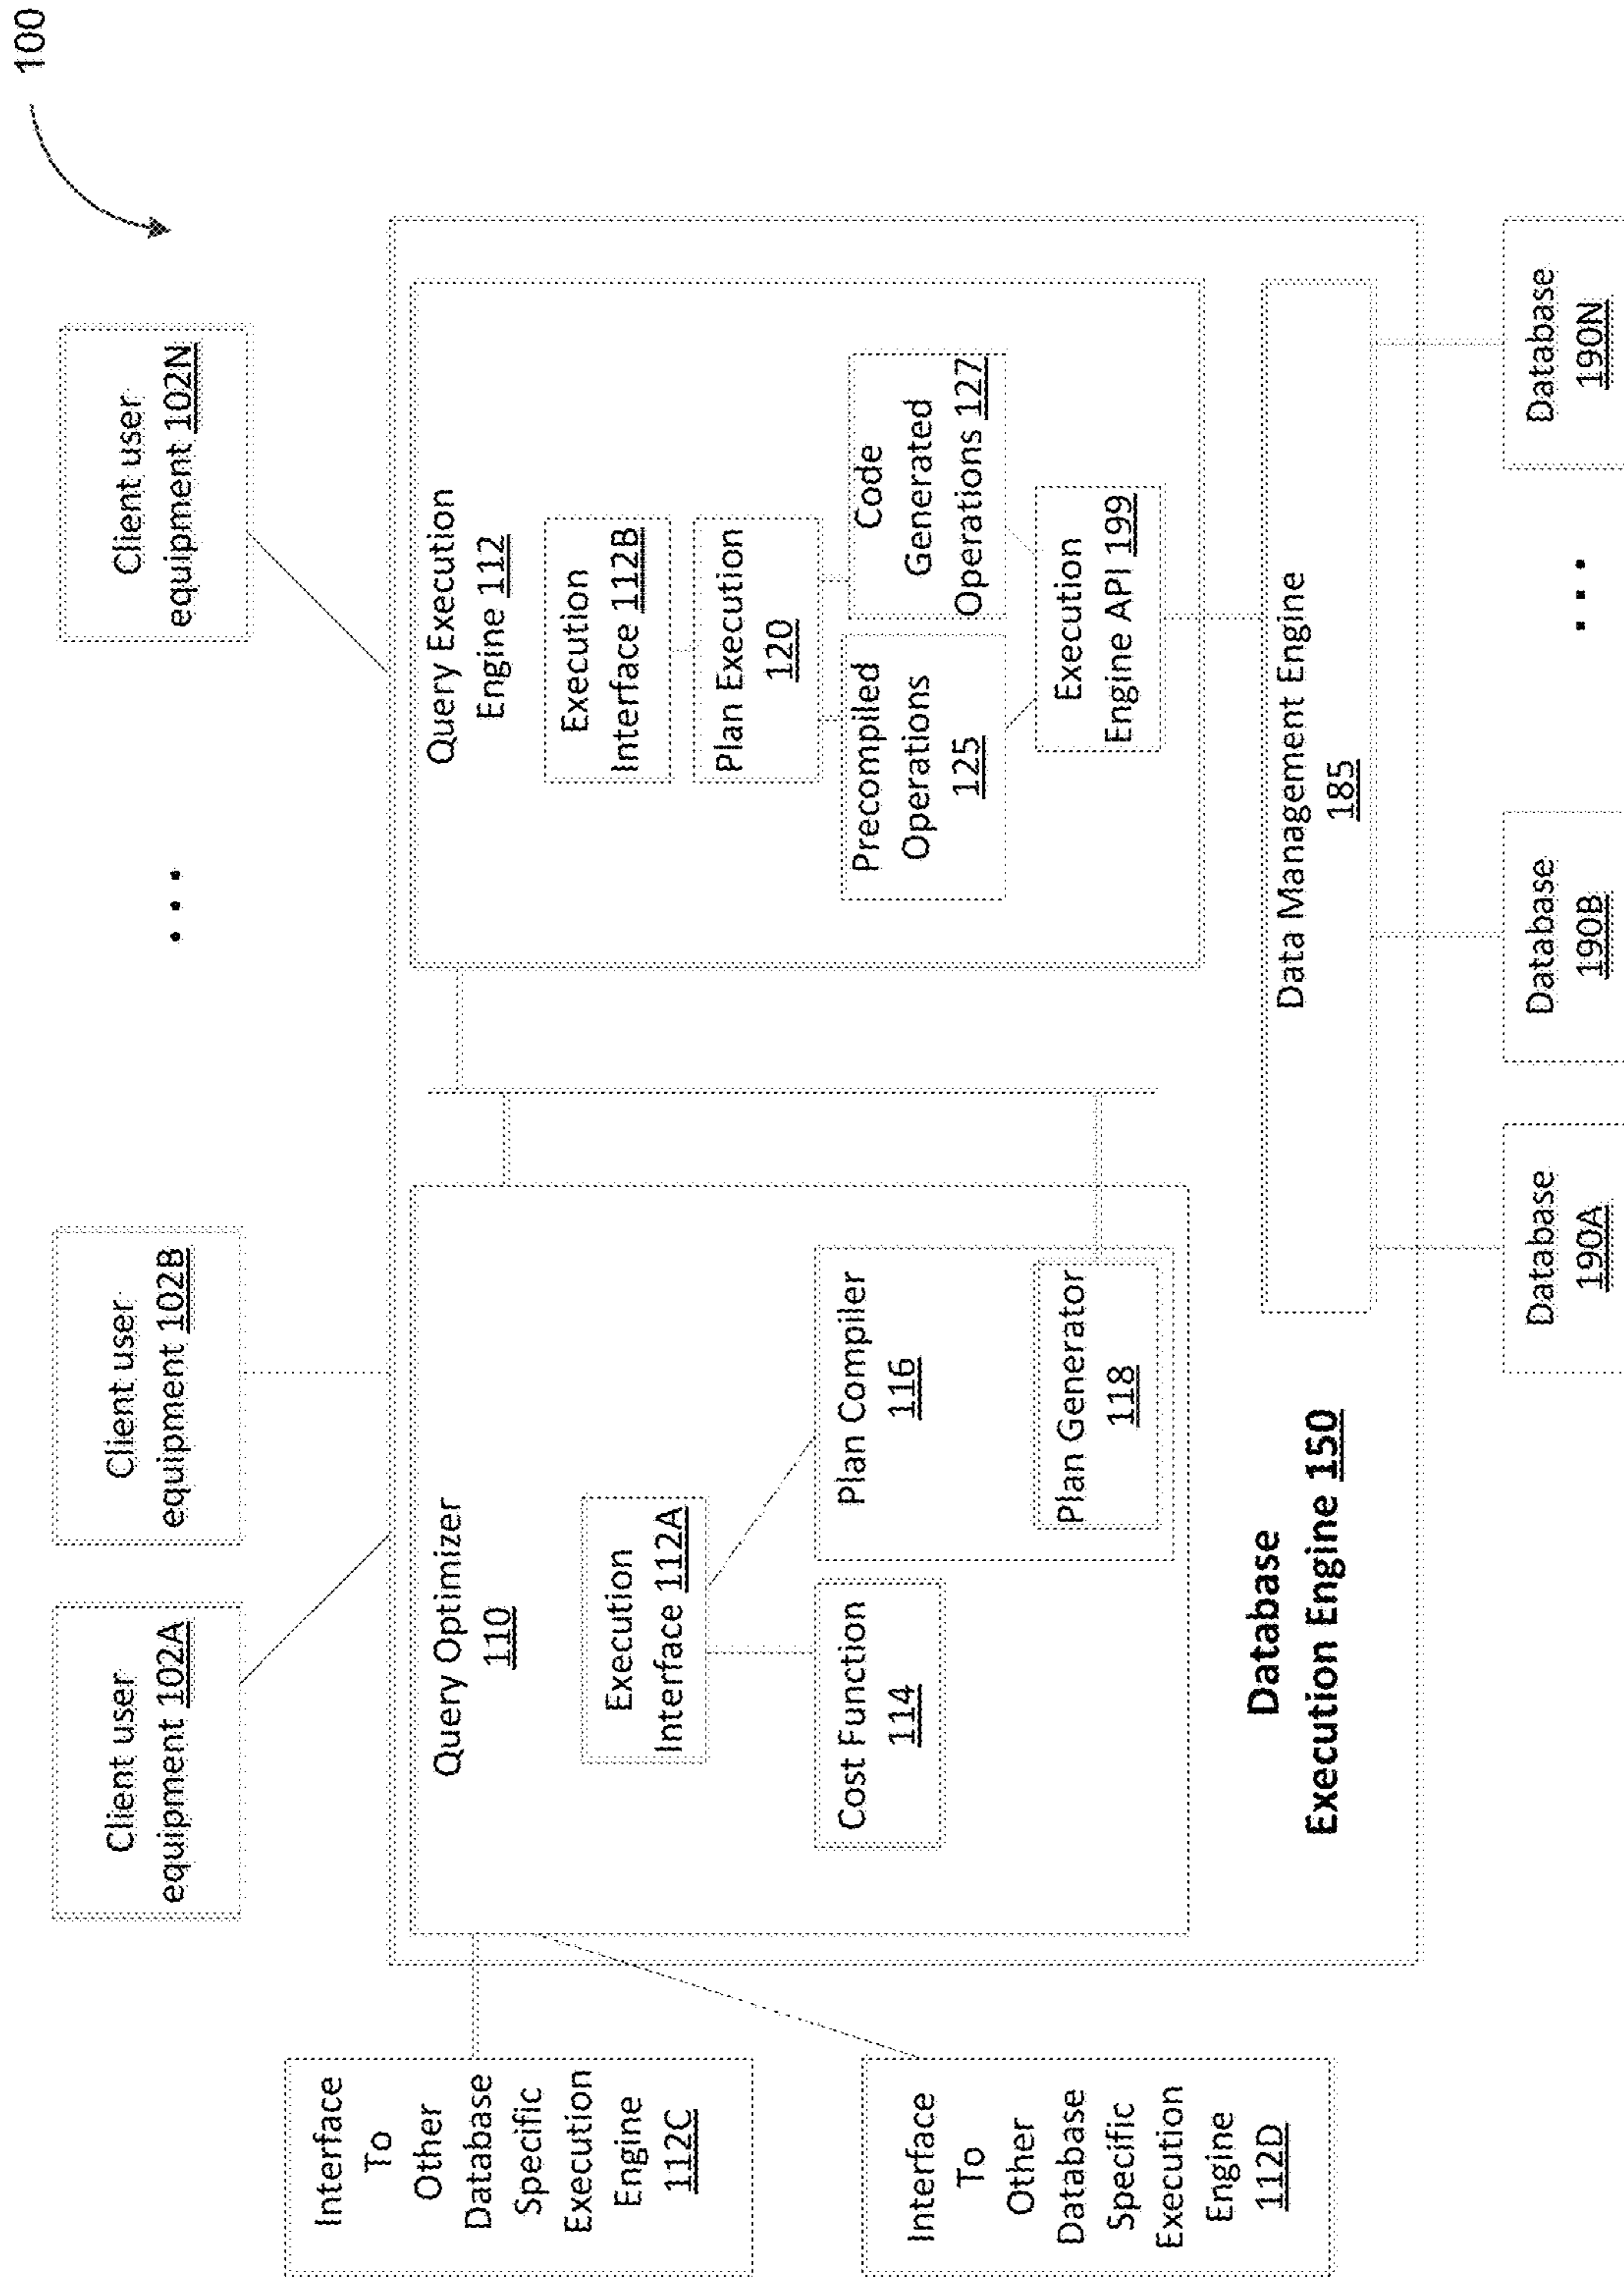 100
Client user
equipment 102A
Client user
equipment 102B
. . .
Client user
equipment 102N
Interface
To
Other
Database
Specific
Execution
Engine
112C
Interface
To
Other
Database
Specific
Execution
Engine
112D
Query Optimizer
110
Execution
Interface 112A
Cost Function
114
Plan Compiler
116
Plan Generator
118
Query Execution
Engine 112
Execution
Interface 112B
Plan Execution
120
Precompiled
Operations
125
Code
Generated
Operations 127
Execution
Engine API 199
Database
Execution Engine 150
Data Management Engine
185
Database
190A
Database
190B
. . .
Database
190N